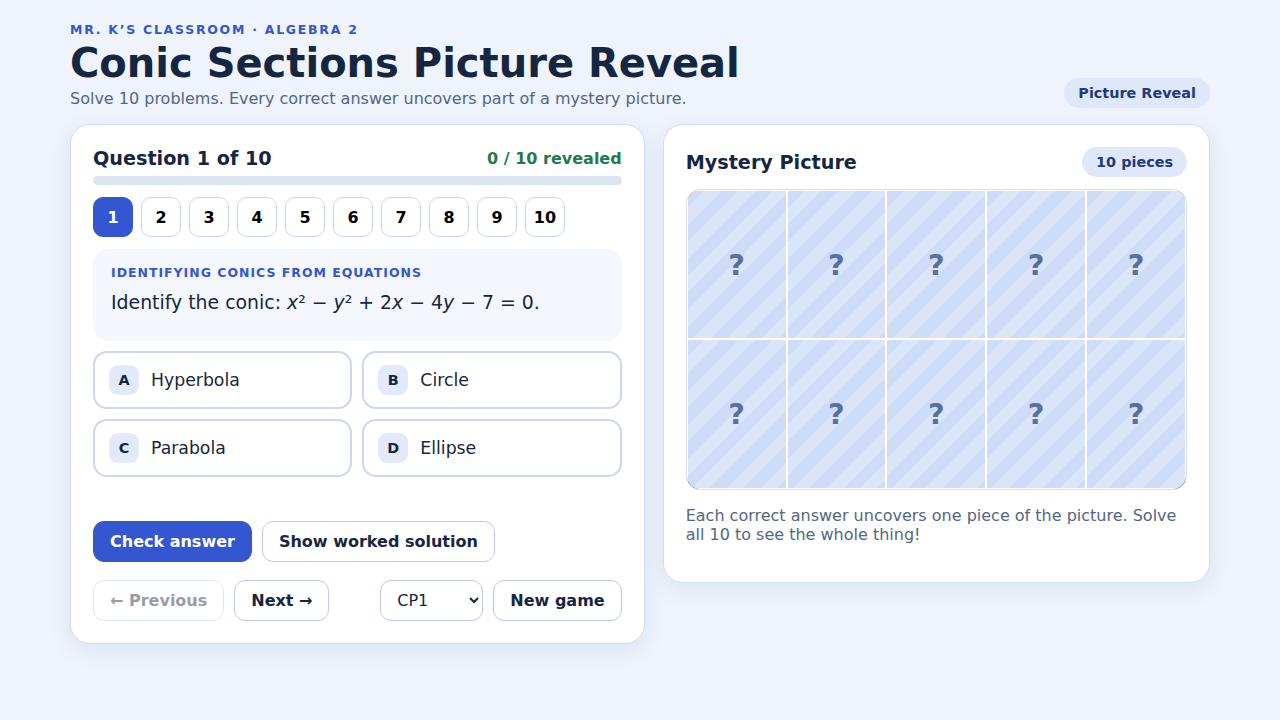 MR. K’S CLASSROOM · ALGEBRA 2
Conic Sections Picture Reveal
Solve 10 problems. Every correct answer uncovers part of a mystery picture.
Picture Reveal
Question 1 of 10
0 / 10 revealed
1 2 3 4 5 6 7 8 9 10
IDENTIFYING CONICS FROM EQUATIONS
Identify the conic: x² − y² + 2x − 4y − 7 = 0.
A Hyperbola
B Circle
C Parabola
D Ellipse
Check answer
Show worked solution
← Previous
Next →
CP1
New game
Mystery Picture
10 pieces
? ? ? ? ?
? ? ? ? ?
Each correct answer uncovers one piece of the picture. Solve
all 10 to see the whole thing!